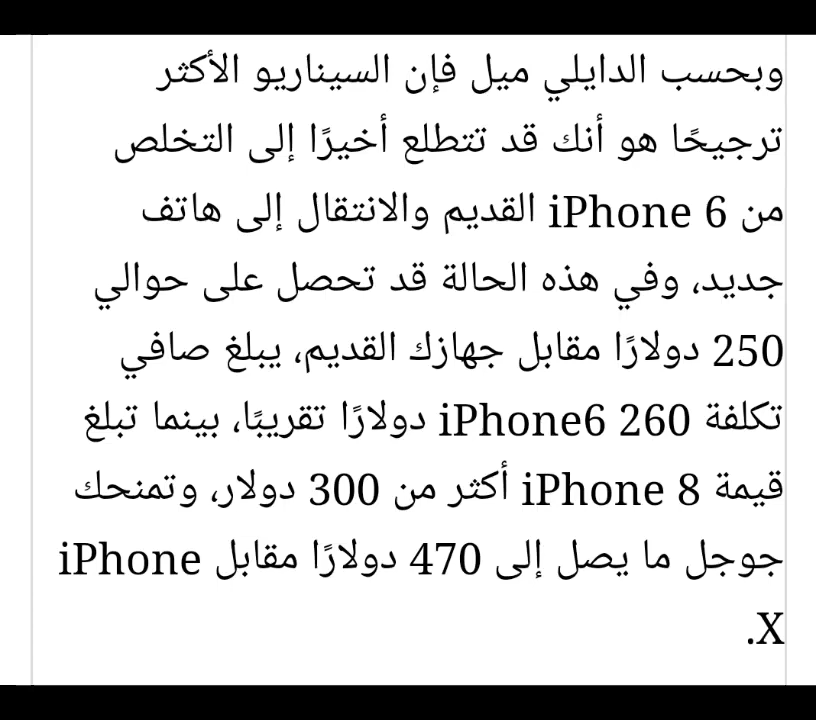 وبحسب الدايلي ميل فإن السيناريو الأكثر
ترجيحًا هو أنك قد تتطلع أخيرًا إلى التخلص
من iPhone 6 القديم والانتقال إلى هاتف
جديد، وفي هذه الحالة قد تحصل على حوالي
250 دولارًا مقابل جهازك القديم، يبلغ صافي
تكلفة iPhone6 260 دولارًا تقريبًا، بينما تبلغ
قيمة iPhone 8 أكثر من 300 دولار، وتمنحك
جوجل ما يصل إلى 470 دولارًا مقابل iPhone
X.